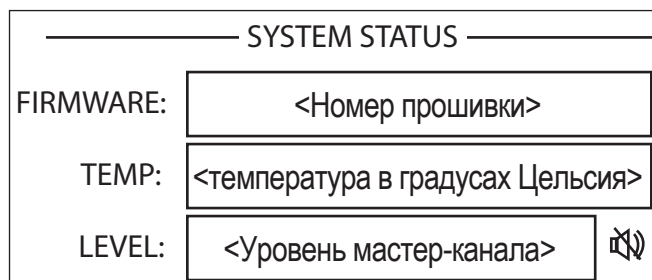 SYSTEM STATUS
FIRMWARE: <Номер прошивки>
TEMP: <температура в градусах Цельсия>
LEVEL: <Уровень мастер-канала>